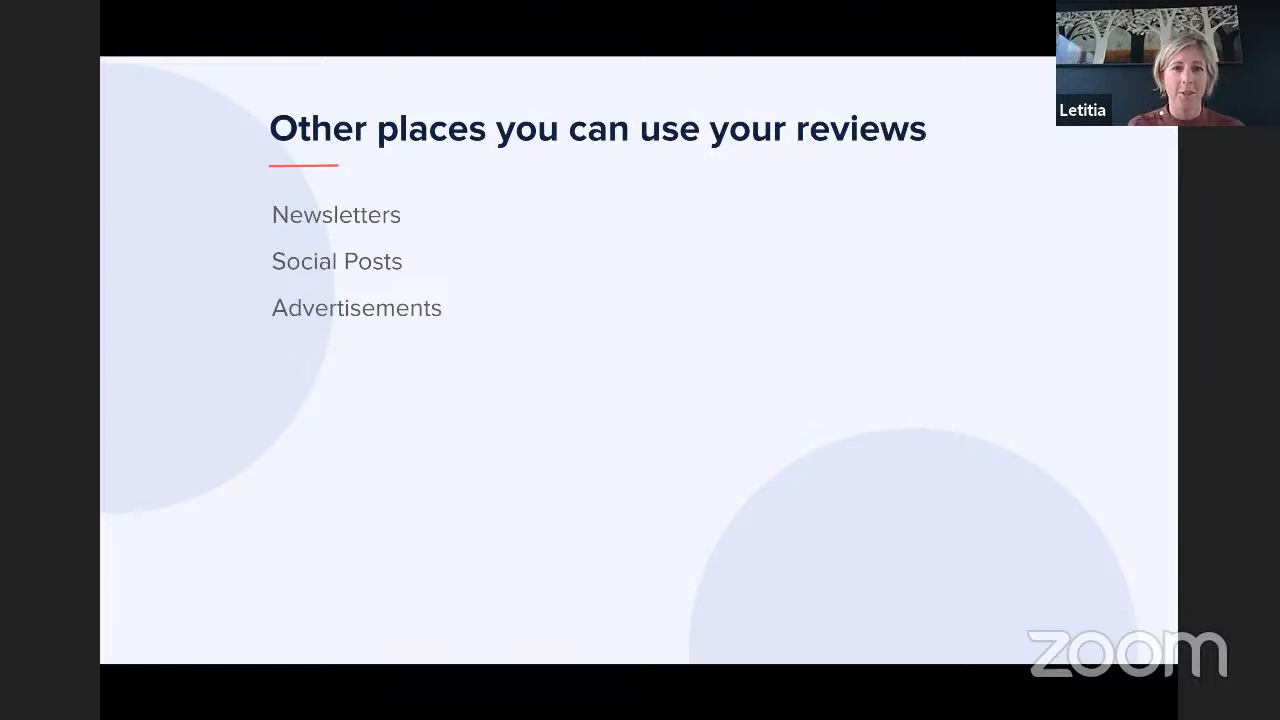 Other places you can use your reviews
Newsletters
Social Posts
Advertisements
Letitia
zoom